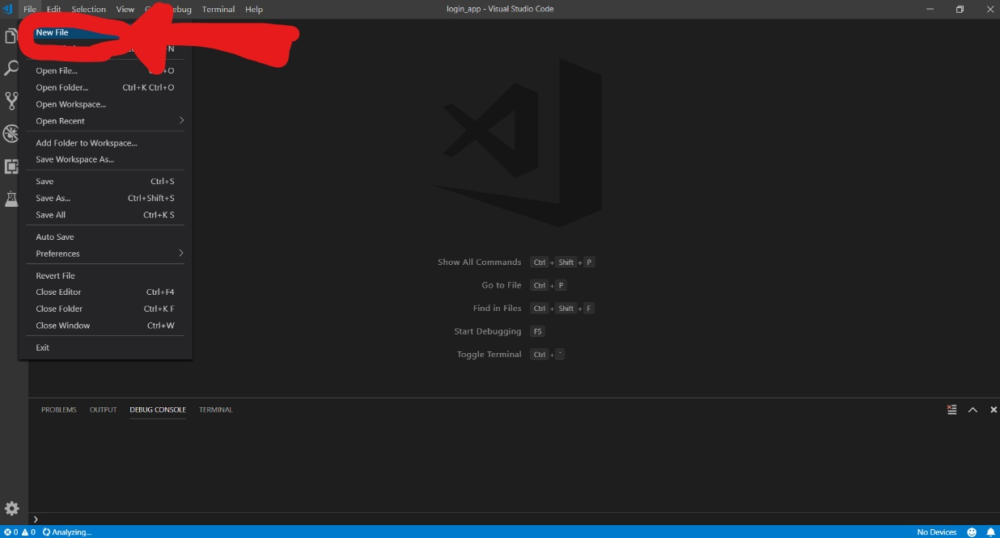 File Edit Selection View Terminal Help
login_app - Visual Studio Code
New File
Open File...
Open Folder... Ctrl+K Ctrl+O
Open Workspace...
Open Recent
Add Folder to Workspace...
Save Workspace As...
Save Ctrl+S
Save As... Ctrl+Shift+S
Save All Ctrl+K S
Auto Save
Preferences
Revert File
Close Editor Ctrl+F4
Close Folder Ctrl+K F
Close Window Ctrl+W
Exit
Show All Commands Ctrl + Shift + P
Go to File Ctrl + P
Find in Files Ctrl + Shift + F
Start Debugging F5
Toggle Terminal Ctrl + `
PROBLEMS OUTPUT DEBUG CONSOLE TERMINAL
0 0 Analyzing... No Devices